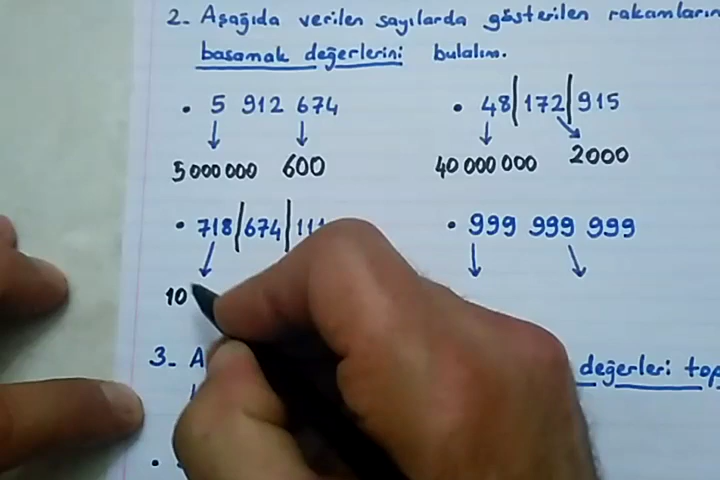 2- Aşağıda verilen sayılarda gösterilen rakamların
basamak değerlerini bulalım.
• 5 912 674
5 000 000 600
• 48|172|915
40 000 000 2000
• 718|674|111
10
• 999 999 999
3- A değerleri top